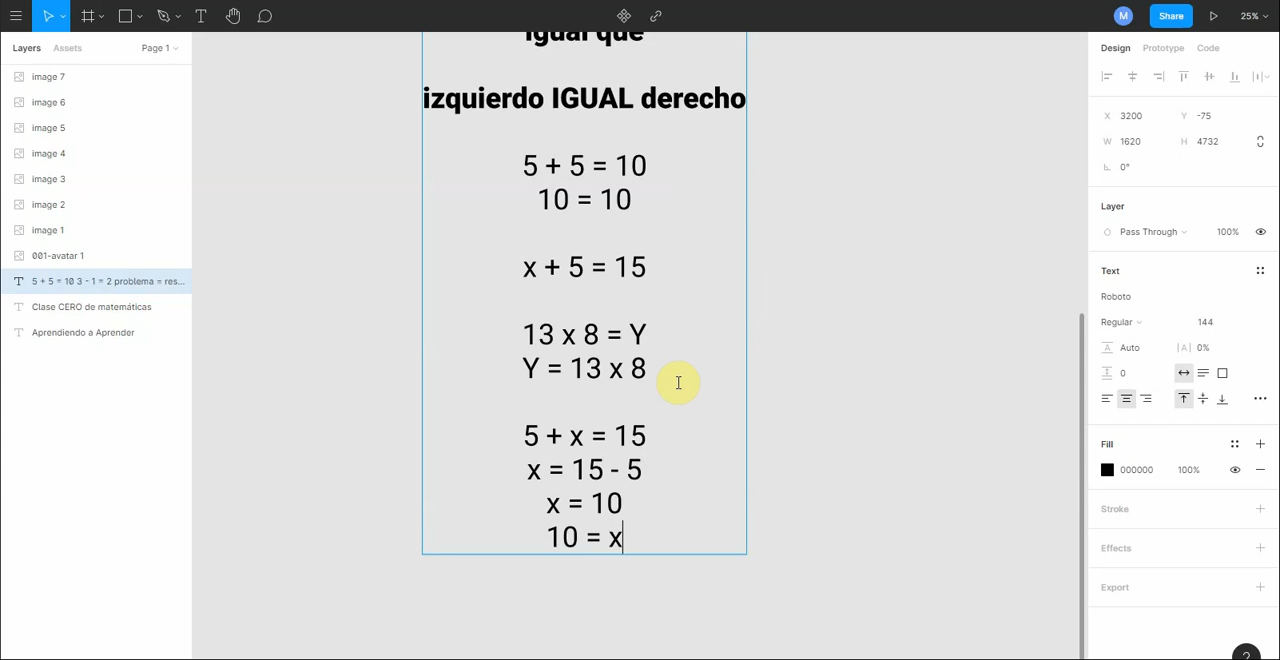 M
Share
25%
Layers
Assets
Page 1
image 7
image 6
image 5
image 4
image 3
image 2
image 1
001-avatar 1
5 + 5 = 10 3 - 1 = 2 problema = res...
Clase CERO de matemáticas
Aprendiendo a Aprender
igual que
izquierdo IGUAL derecho
5 + 5 = 10
10 = 10
x + 5 = 15
13 x 8 = Y
Y = 13 x 8
5 + x = 15
x = 15 - 5
x = 10
10 = x
Design
Prototype
Code
X 3200 Y -75
W 1620 H 4732
0°
Layer
Pass Through 100%
Text
Roboto
Regular 144
A Auto |A| 0%
0
Fill
000000 100%
Stroke
Effects
Export
?